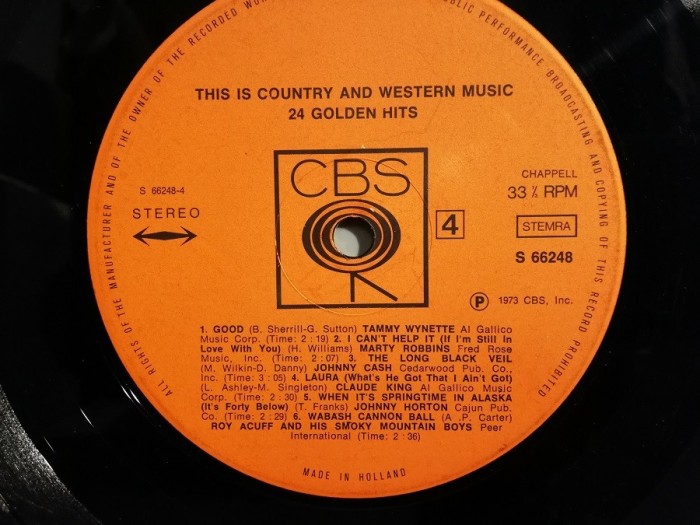 ALL RIGHTS OF THE MANUFACTURER AND OF THE OWNER OF THE RECORDED
PUBLIC PERFORMANCE BROADCASTING AND COPYING OF THIS RECORD PROHIBITED
THIS IS COUNTRY AND WESTERN MUSIC
24 GOLDEN HITS
CBS
S 66248-4
STEREO
4
CHAPPELL
33 ⅓ RPM
STEMRA
S 66248
Ⓟ 1973 CBS, Inc.
1. GOOD (B. Sherrill-G. Sutton) TAMMY WYNETTE Al Gallico
Music Corp. (Time: 2 : 19) 2. I CAN'T HELP IT (If I'm Still In
Love With You) (H. Williams) MARTY ROBBINS Fred Rose
Music, Inc. (Time: 2 : 07) 3. THE LONG BLACK VEIL
(M. Wilkin-D. Danny) JOHNNY CASH Cedarwood Pub. Co.,
Inc. (Time: 3 : 05) 4. LAURA (What's He Got That I Ain't Got)
(L. Ashley-M. Singleton) CLAUDE KING Al Gallico Music
Corp. (Time: 2 : 30) 5. WHEN IT'S SPRINGTIME IN ALASKA
(It's Forty Below) (T. Franks) JOHNNY HORTON Cajun Pub.
Co. (Time: 2 : 29) 6. WABASH CANNON BALL (A .P. Carter)
ROY ACUFF AND HIS SMOKY MOUNTAIN BOYS Peer
International (Time: 2 : 36)
MADE IN HOLLAND